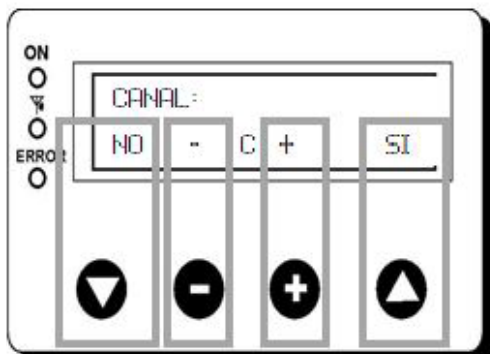 ON
ERROR
CANAL:
NO - C + SI
- +